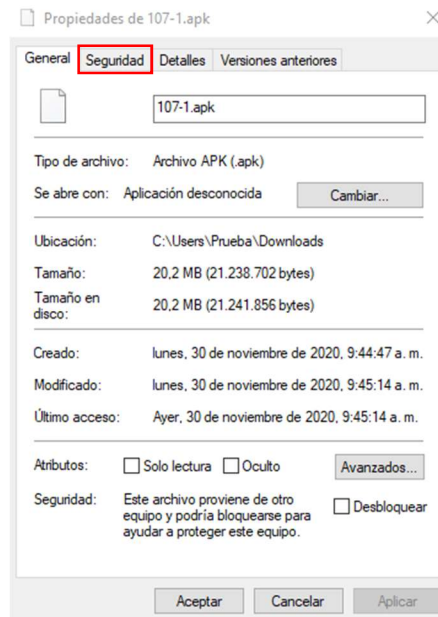 Propiedades de 107-1.apk
General Seguridad Detalles Versiones anteriores
107-1.apk
Tipo de archivo: Archivo APK (.apk)
Se abre con: Aplicación desconocida Cambiar...
Ubicación: C:\Users\Prueba\Downloads
Tamaño: 20,2 MB (21.238.702 bytes)
Tamaño en
disco: 20,2 MB (21.241.856 bytes)
Creado: lunes, 30 de noviembre de 2020, 9:44:47 a. m.
Modificado: lunes, 30 de noviembre de 2020, 9:45:14 a. m.
Último acceso: Ayer, 30 de noviembre de 2020, 9:45:14 a. m.
Atributos: Solo lectura Oculto Avanzados...
Seguridad: Este archivo proviene de otro
equipo y podría bloquearse para
ayudar a proteger este equipo.
Desbloquear
Aceptar Cancelar Aplicar